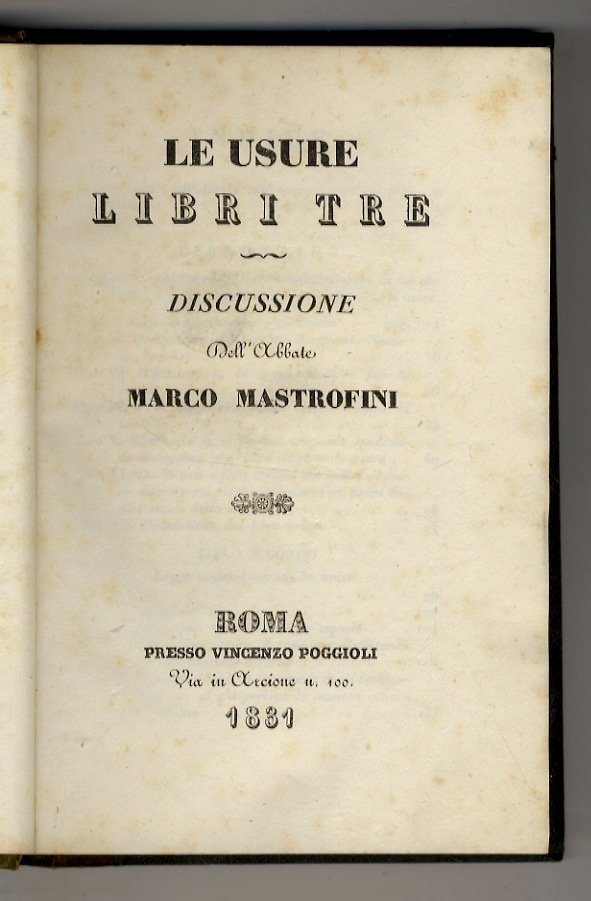 LE USURE
LIBRI TRE
DISCUSSIONE
Dell' Abbate
MARCO MASTROFINI
ROMA
PRESSO VINCENZO POGGIOLI
Via in Arcione n. 100.
1831